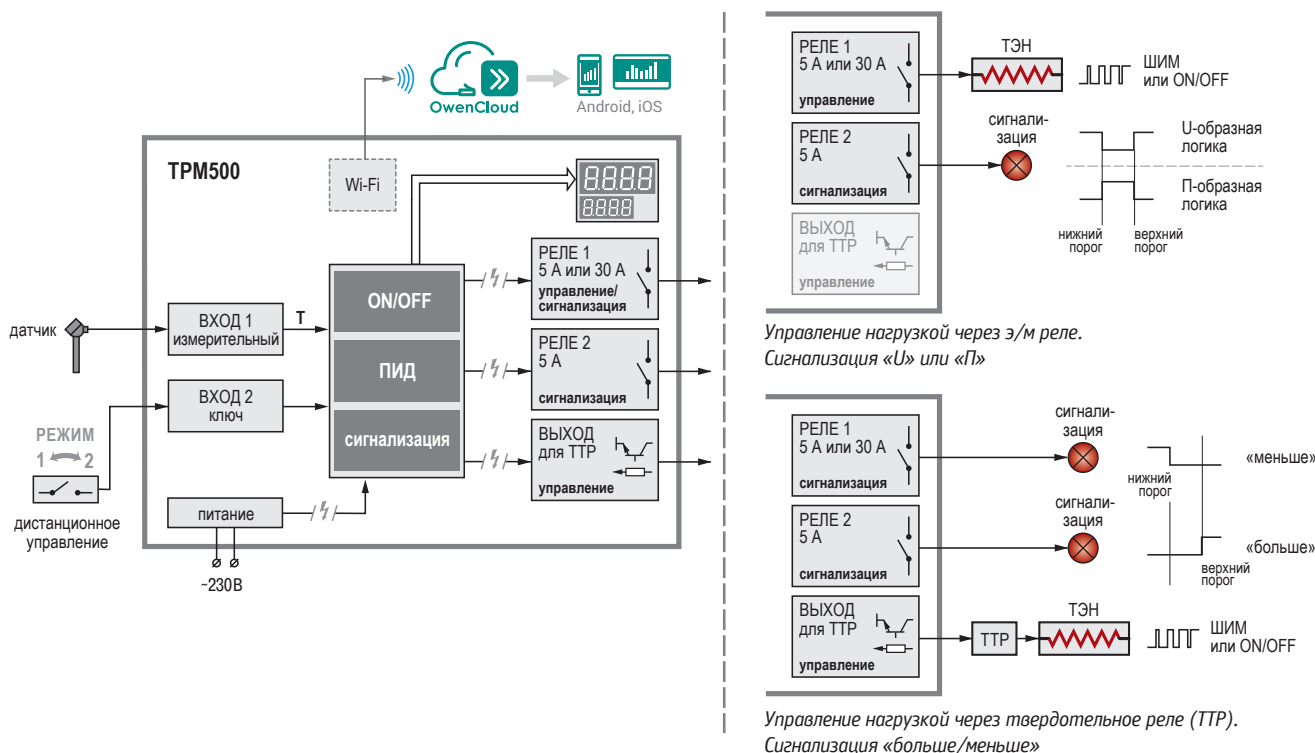 OwenCloud
Android, iOS
ТРМ500
Wi-Fi
8.8.8.8
8888
датчик
ВХОД 1
измерительный
T
ВХОД 2
ключ
РЕЖИМ
1 2
дистанционное
управление
питание
~230В
ON/OFF
ПИД
сигнализация
РЕЛЕ 1
5 А или 30 А
управление/
сигнализация
РЕЛЕ 2
5 А
сигнализация
ВЫХОД
для ТТР
управление
РЕЛЕ 1
5 А или 30 А
управление
ТЭН
ШИМ
или ON/OFF
РЕЛЕ 2
5 А
сигнализация
сигнали-
зация
U-образная
логика
П-образная
логика
нижний
порог
верхний
порог
ВЫХОД
для ТТР
управление
Управление нагрузкой через э/м реле.
Сигнализация «U» или «П»
РЕЛЕ 1
5 А или 30 А
сигнализация
сигнали-
зация
«меньше»
нижний
порог
РЕЛЕ 2
5 А
сигнализация
сигнали-
зация
«больше»
верхний
порог
ВЫХОД
для ТТР
управление
ТТР
ТЭН
ШИМ
или ON/OFF
Управление нагрузкой через твердотельное реле (ТТР).
Сигнализация «больше/меньше»